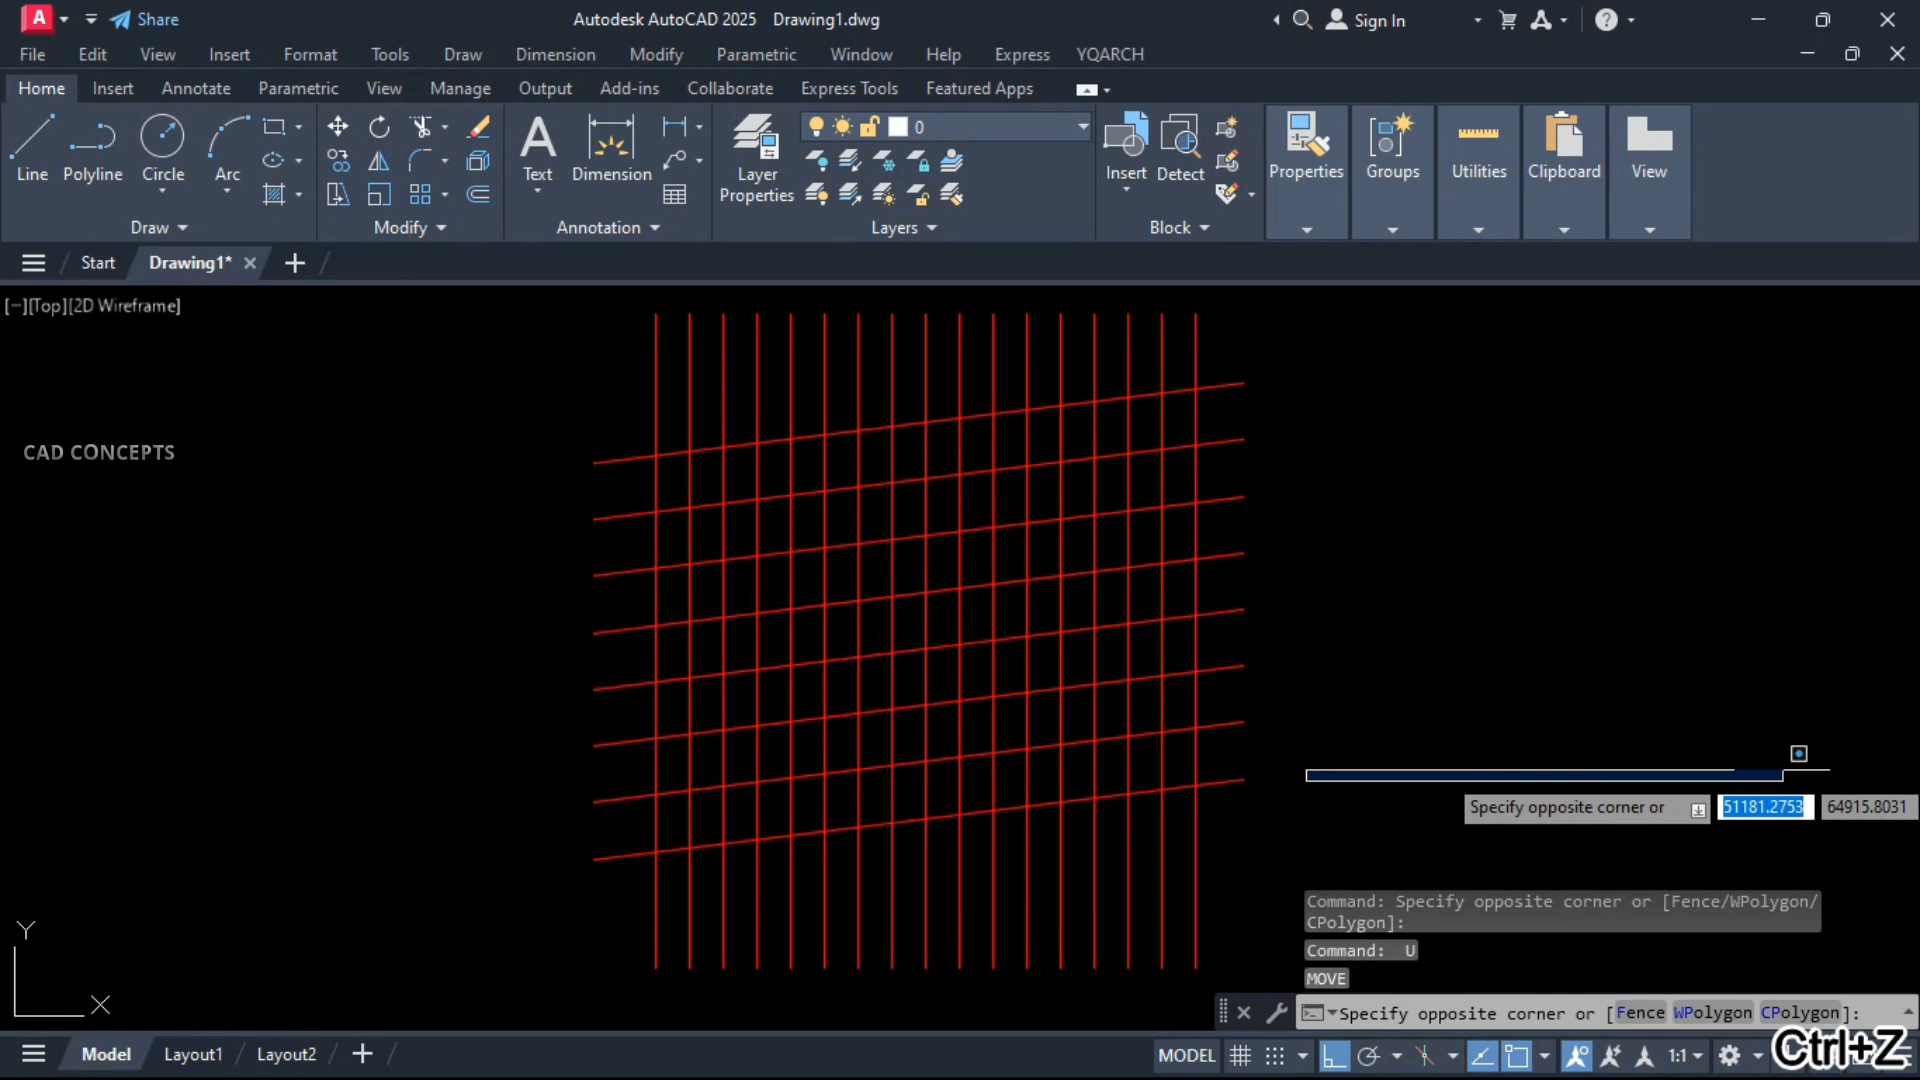 A Share Autodesk AutoCAD 2025 Drawing1.dwg Sign In
File Edit View Insert Format Tools Draw Dimension Modify Parametric Window Help Express YQARCH
Home Insert Annotate Parametric View Manage Output Add-ins Collaborate Express Tools Featured Apps
0
Line Polyline Circle Arc Text Dimension Layer Properties Insert Detect Properties Groups Utilities Clipboard View
Draw Modify Annotation Layers Block
Start Drawing1*
[−][Top][2D Wireframe]
CAD CONCEPTS
Specify opposite corner or 51181.2753 64915.8031
Command: Specify opposite corner or [Fence/WPolygon/
CPolygon]:
Command: U
MOVE
Specify opposite corner or [Fence WPolygon CPolygon]:
Y
X
Model Layout1 Layout2 MODEL 1:1
Ctrl+Z